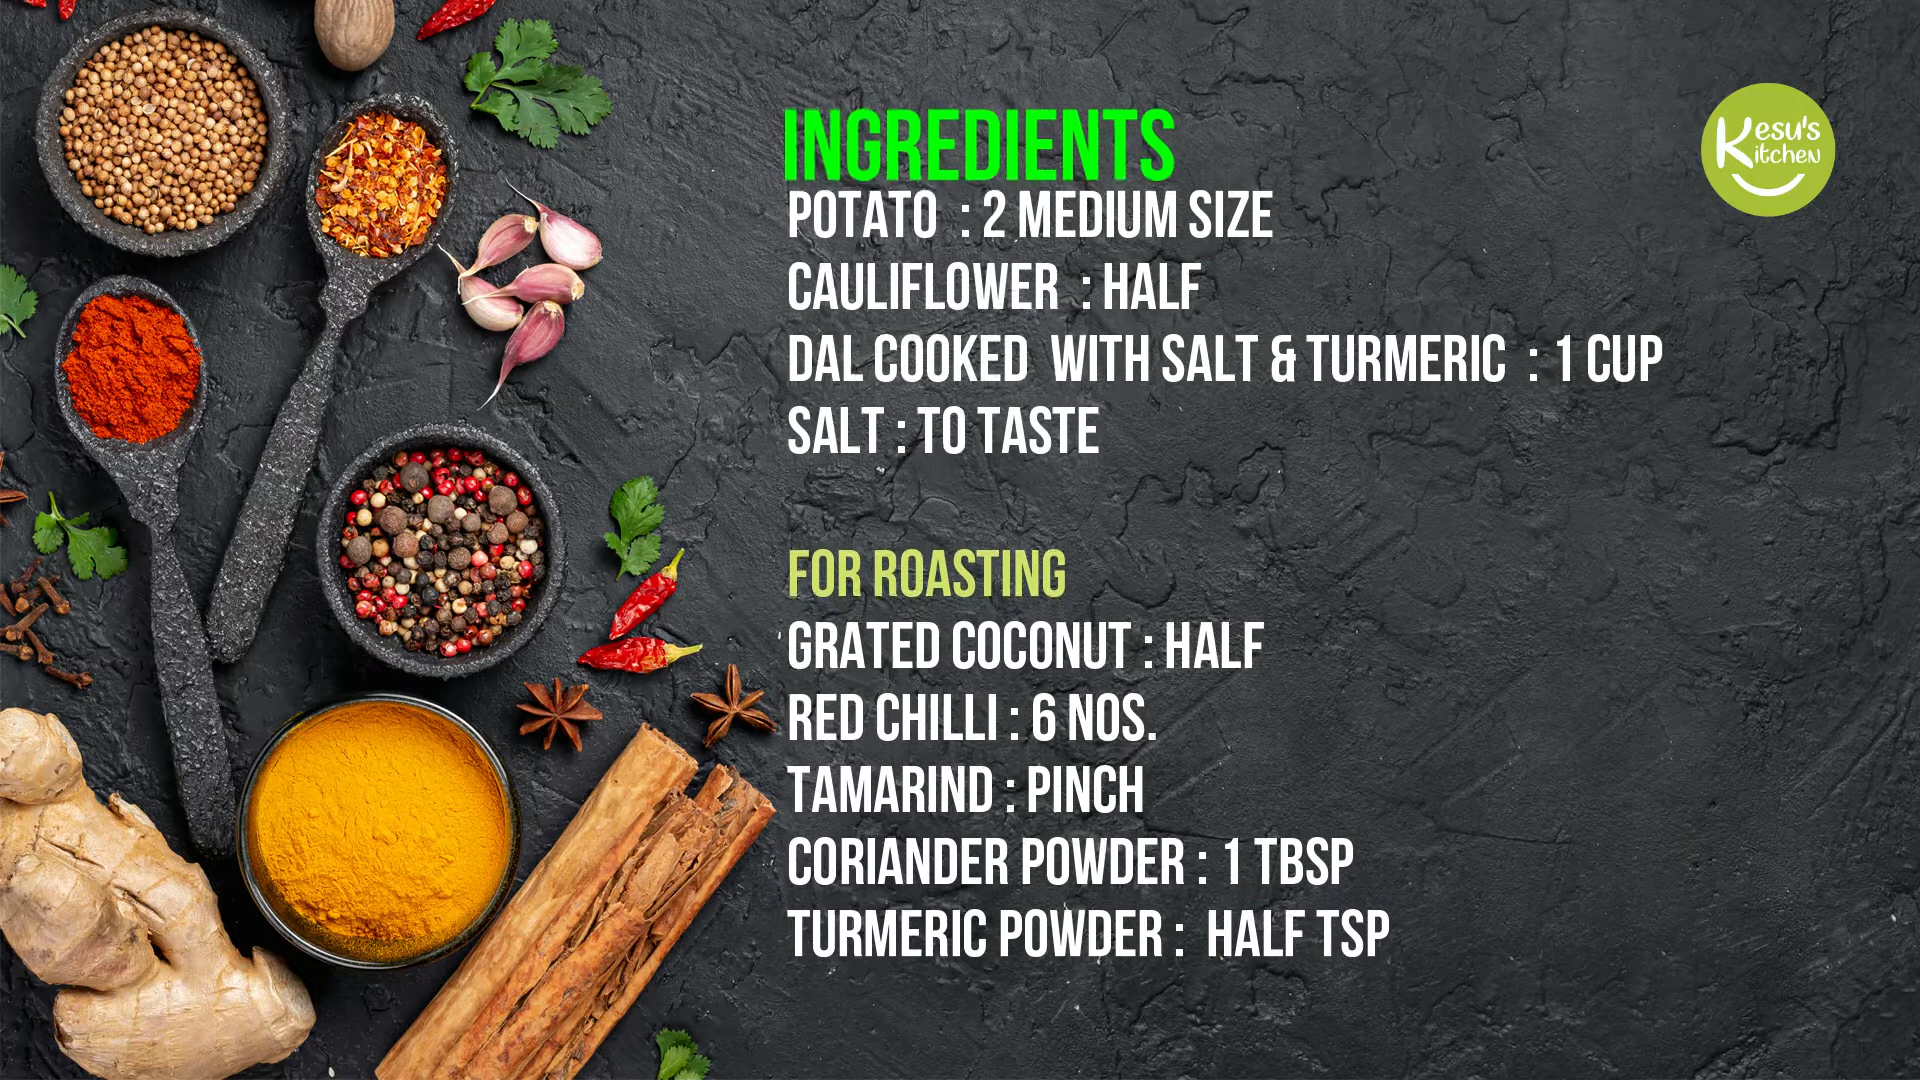 INGREDIENTS
Kesu's
Kitchen
POTATO : 2 MEDIUM SIZE
CAULIFLOWER : HALF
DAL COOKED WITH SALT & TURMERIC : 1 CUP
SALT : TO TASTE
FOR ROASTING
GRATED COCONUT : HALF
RED CHILLI : 6 NOS.
TAMARIND : PINCH
CORIANDER POWDER : 1 TBSP
TURMERIC POWDER : HALF TSP